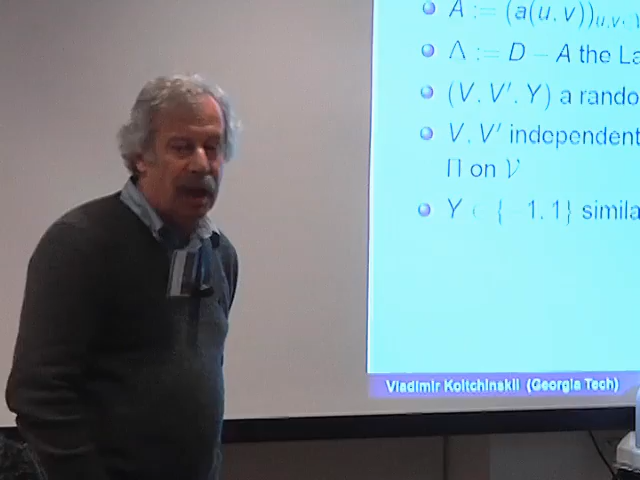 A := (a(u, v))u,v∈V
Λ := D − A the La
(V, V′, Y) a rando
V, V′ independent
Π on V
Y ∈ {−1, 1} simila
Vladimir Koltchinskii (Georgia Tech)